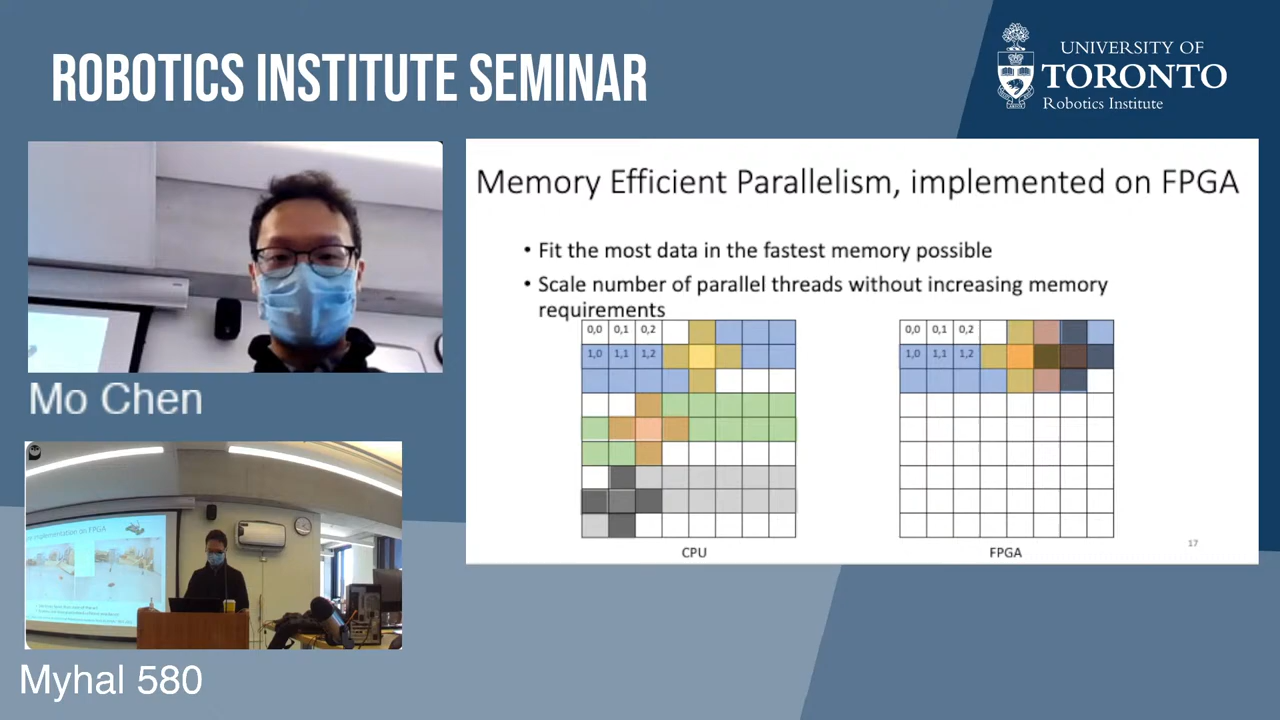 ROBOTICS INSTITUTE SEMINAR
UNIVERSITY OF
TORONTO
Robotics Institute
Mo Chen
Myhal 580
Memory Efficient Parallelism, implemented on FPGA
• Fit the most data in the fastest memory possible
• Scale number of parallel threads without increasing memory
requirements
0,0 0,1 0,2
1,0 1,1 1,2
CPU
0,0 0,1 0,2
1,0 1,1 1,2
FPGA
17
implementation on FPGA